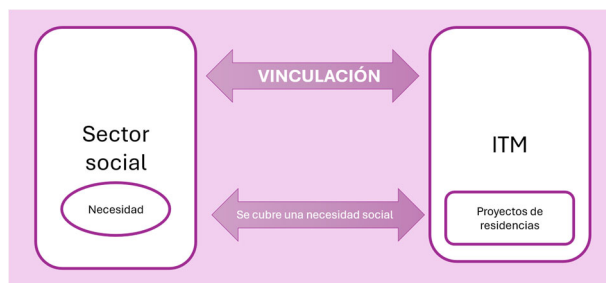 VINCULACIÓN
Sector
social
ITM
Necesidad
Se cubre una necesidad social
Proyectos de
residencias